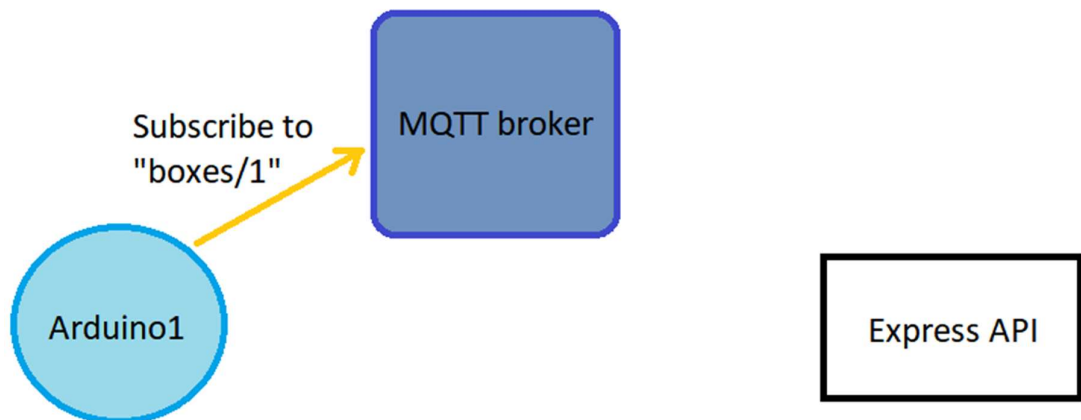 MQTT broker
Subscribe to
"boxes/1"
Arduino1
Express API